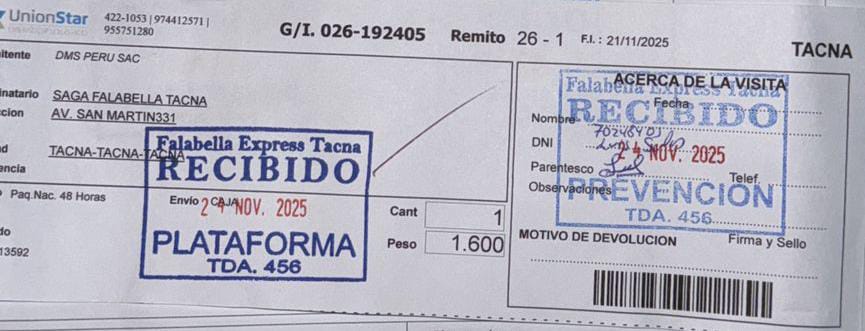 UnionStar
422-1053 | 974412571 |
955751280
G/I. 026-192405
Remito 26 - 1
F.I. : 21/11/2025
TACNA
itente DMS PERU SAC
inatario SAGA FALABELLA TACNA
cion AV. SAN MARTIN331
d TACNA-TACNA-TACNA
encia
Paq.Nac. 48 Horas
Envío CAJA
do
13592
Cant 1
Peso 1.600
Falabella Express Tacna
RECIBIDO
24 NOV. 2025
PLATAFORMA
TDA. 456
ACERCA DE LA VISITA
Fecha
Nombre
DNI
Parentesco
Telef.
Observaciones
Falabella Express Tacna
RECIBIDO
24 NOV. 2025
PREVENCIÓN
TDA. 456
MOTIVO DE DEVOLUCION
Firma y Sello